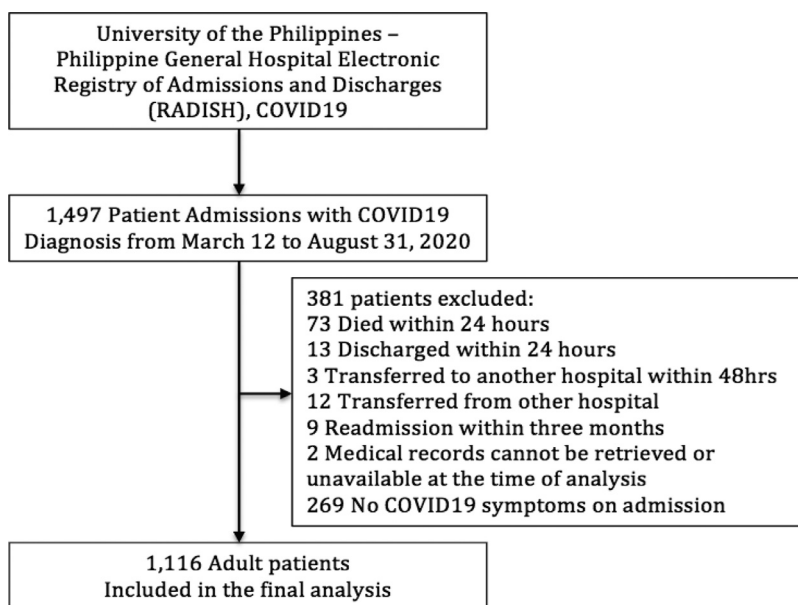 University of the Philippines –
Philippine General Hospital Electronic
Registry of Admissions and Discharges
(RADISH), COVID19
1,497 Patient Admissions with COVID19
Diagnosis from March 12 to August 31, 2020
381 patients excluded:
73 Died within 24 hours
13 Discharged within 24 hours
3 Transferred to another hospital within 48hrs
12 Transferred from other hospital
9 Readmission within three months
2 Medical records cannot be retrieved or
unavailable at the time of analysis
269 No COVID19 symptoms on admission
1,116 Adult patients
Included in the final analysis